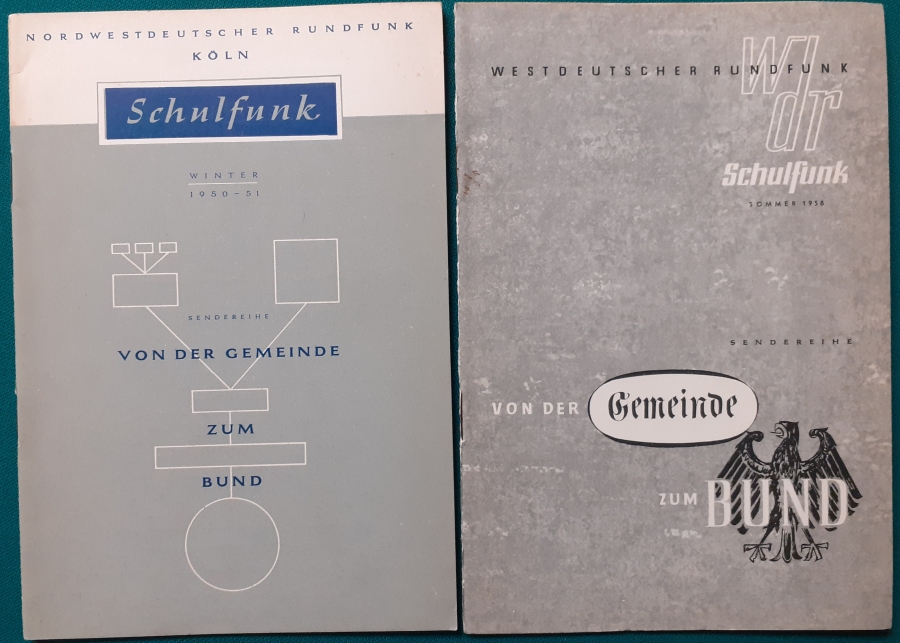 NORDWESTDEUTSCHER RUNDFUNK
KÖLN
Schulfunk
WINTER
1950-51
SENDEREIHE
VON DER GEMEINDE
ZUM
BUND
WESTDEUTSCHER RUNDFUNK
wdr
Schulfunk
SOMMER 1958
SENDEREIHE
VON DER Gemeinde
ZUM BUND